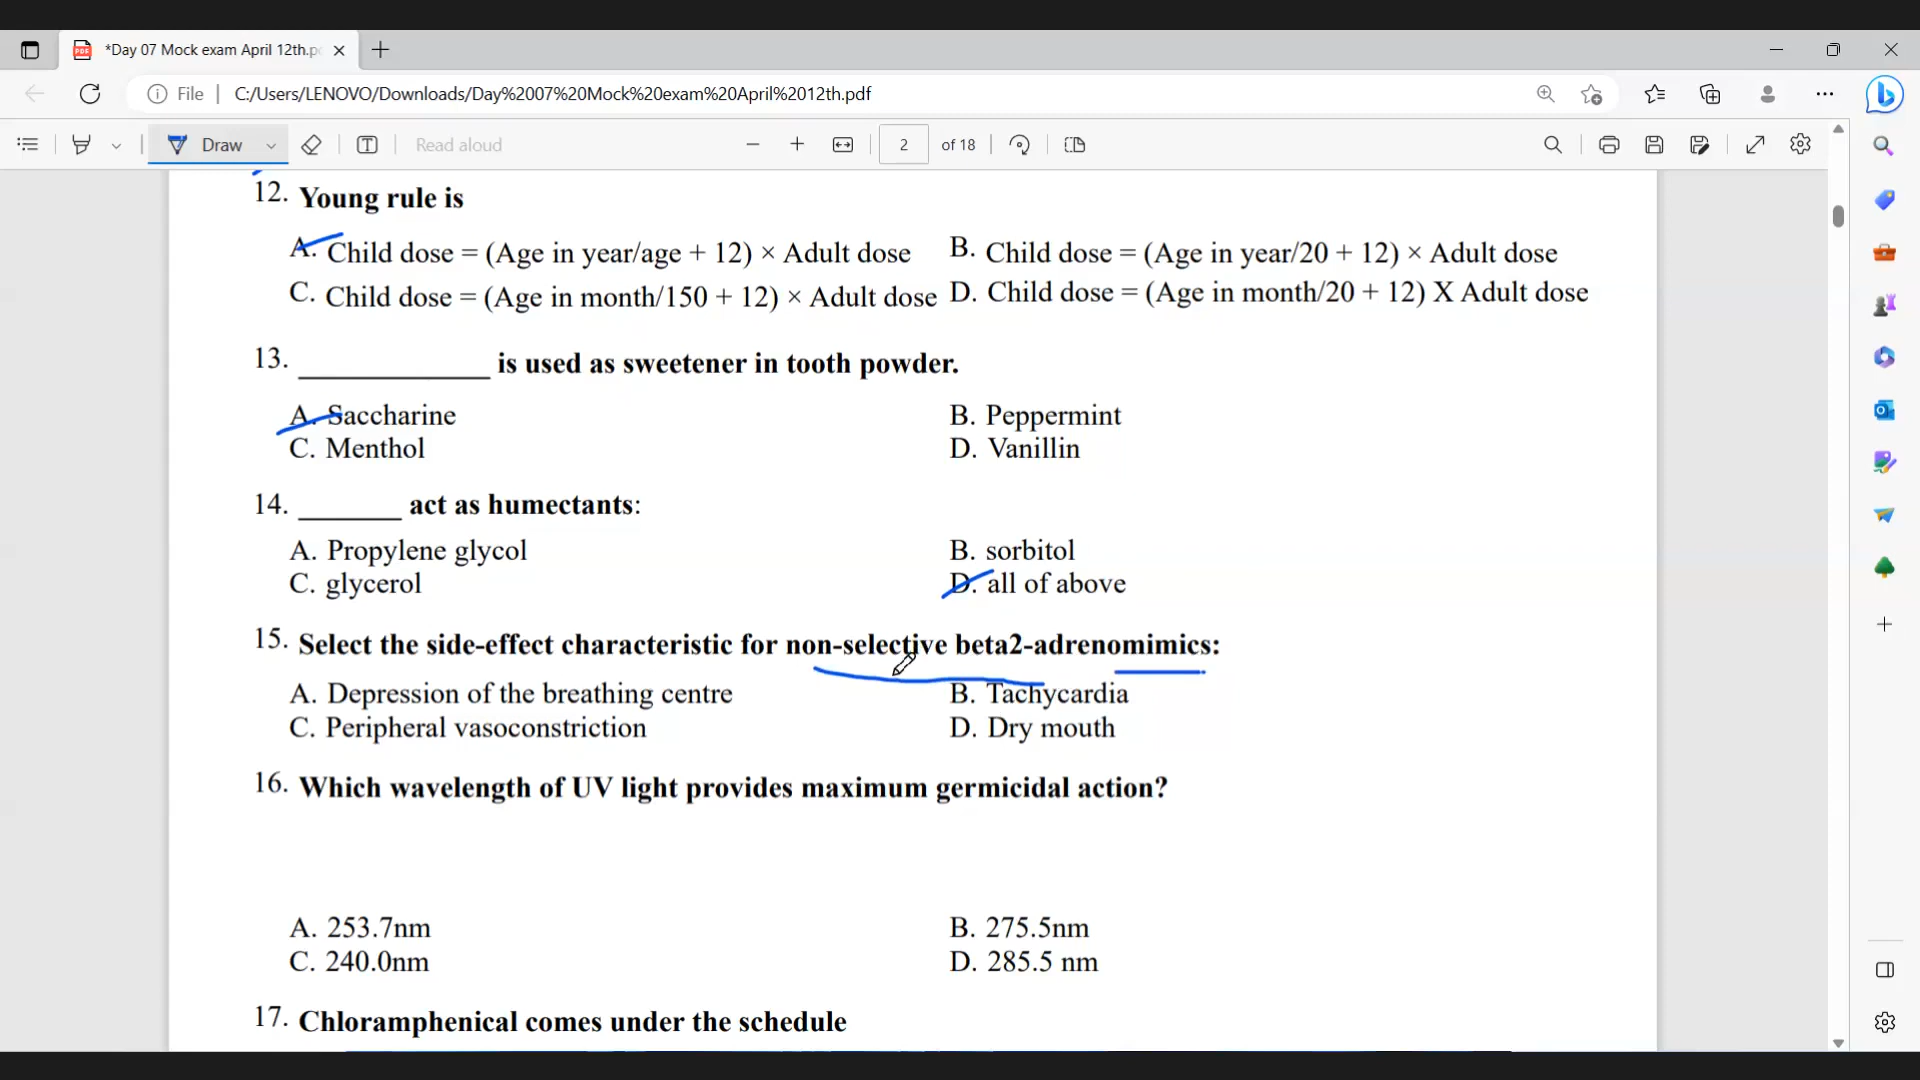 *Day 07 Mock exam April 12th.p
File C:/Users/LENOVO/Downloads/Day%2007%20Mock%20exam%20April%2012th.pdf
Draw Read aloud 2 of 18
12. Young rule is
A. Child dose = (Age in year/age + 12) × Adult dose B. Child dose = (Age in year/20 + 12) × Adult dose
C. Child dose = (Age in month/150 + 12) × Adult dose D. Child dose = (Age in month/20 + 12) X Adult dose
13. _____________ is used as sweetener in tooth powder.
A. Saccharine B. Peppermint
C. Menthol D. Vanillin
14. _______ act as humectants:
A. Propylene glycol B. sorbitol
C. glycerol D. all of above
15. Select the side-effect characteristic for non-selective beta2-adrenomimics:
A. Depression of the breathing centre B. Tachycardia
C. Peripheral vasoconstriction D. Dry mouth
16. Which wavelength of UV light provides maximum germicidal action?
A. 253.7nm B. 275.5nm
C. 240.0nm D. 285.5 nm
17. Chloramphenical comes under the schedule